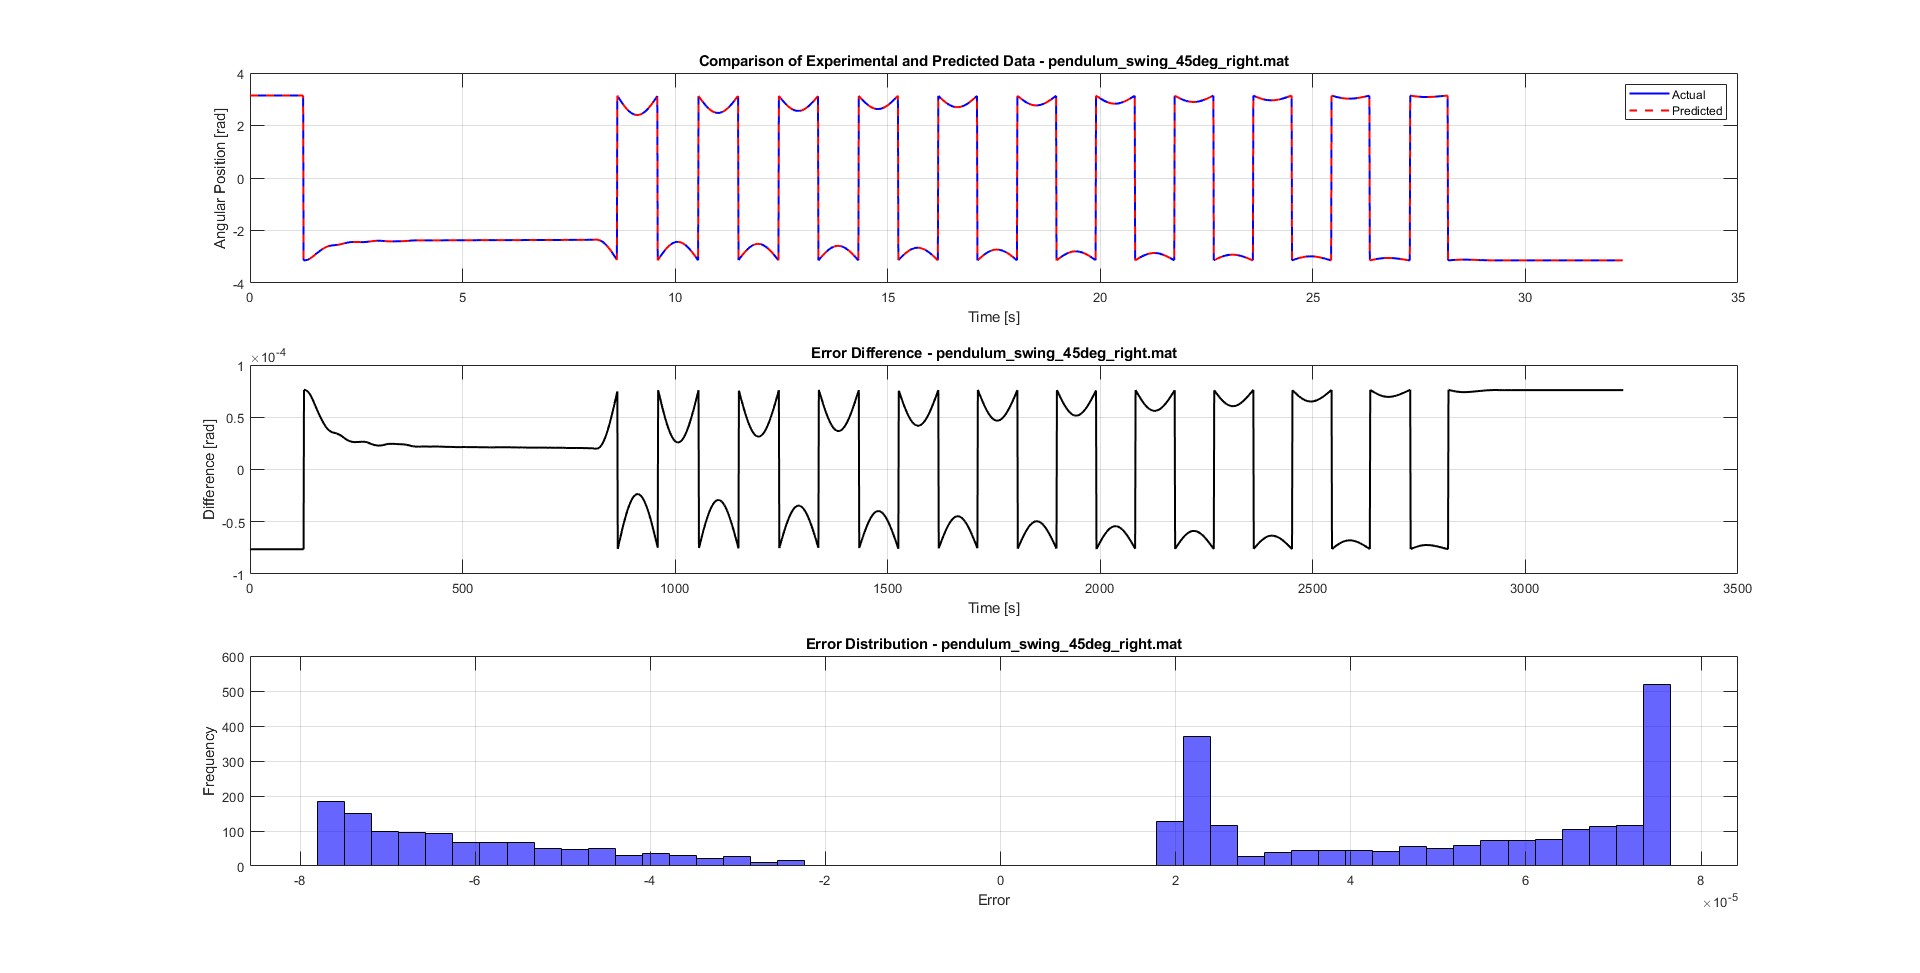 Comparison of Experimental and Predicted Data - pendulum_swing_45deg_right.mat
Angular Position [rad]
4
2
0
-2
-4
Actual
Predicted
0 5 10 15 20 25 30 35
Time [s]
Error Difference - pendulum_swing_45deg_right.mat
×10-4
Difference [rad]
1
0.5
0
-0.5
-1
0 500 1000 1500 2000 2500 3000 3500
Time [s]
Error Distribution - pendulum_swing_45deg_right.mat
Frequency
600
500
400
300
200
100
0
-8 -6 -4 -2 0 2 4 6 8
Error
×10-5